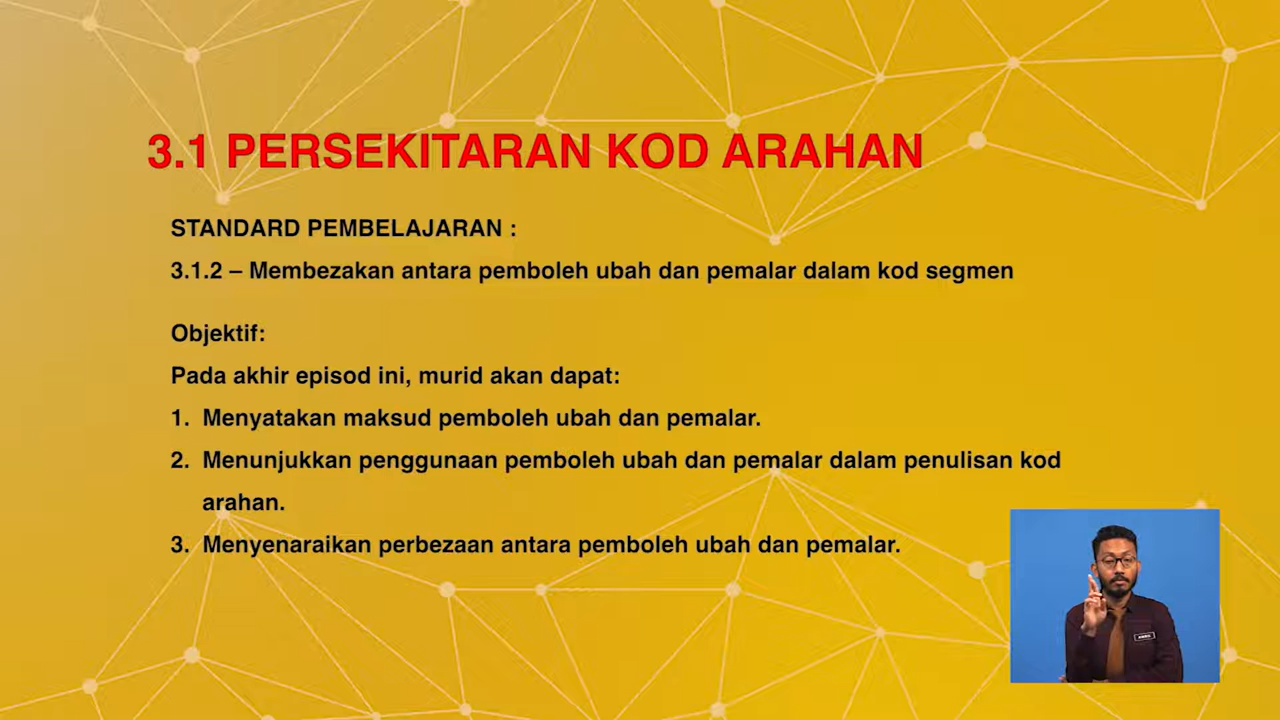 3.1 PERSEKITARAN KOD ARAHAN
STANDARD PEMBELAJARAN :
3.1.2 – Membezakan antara pemboleh ubah dan pemalar dalam kod segmen
Objektif:
Pada akhir episod ini, murid akan dapat:
1. Menyatakan maksud pemboleh ubah dan pemalar.
2. Menunjukkan penggunaan pemboleh ubah dan pemalar dalam penulisan kod
arahan.
3. Menyenaraikan perbezaan antara pemboleh ubah dan pemalar.